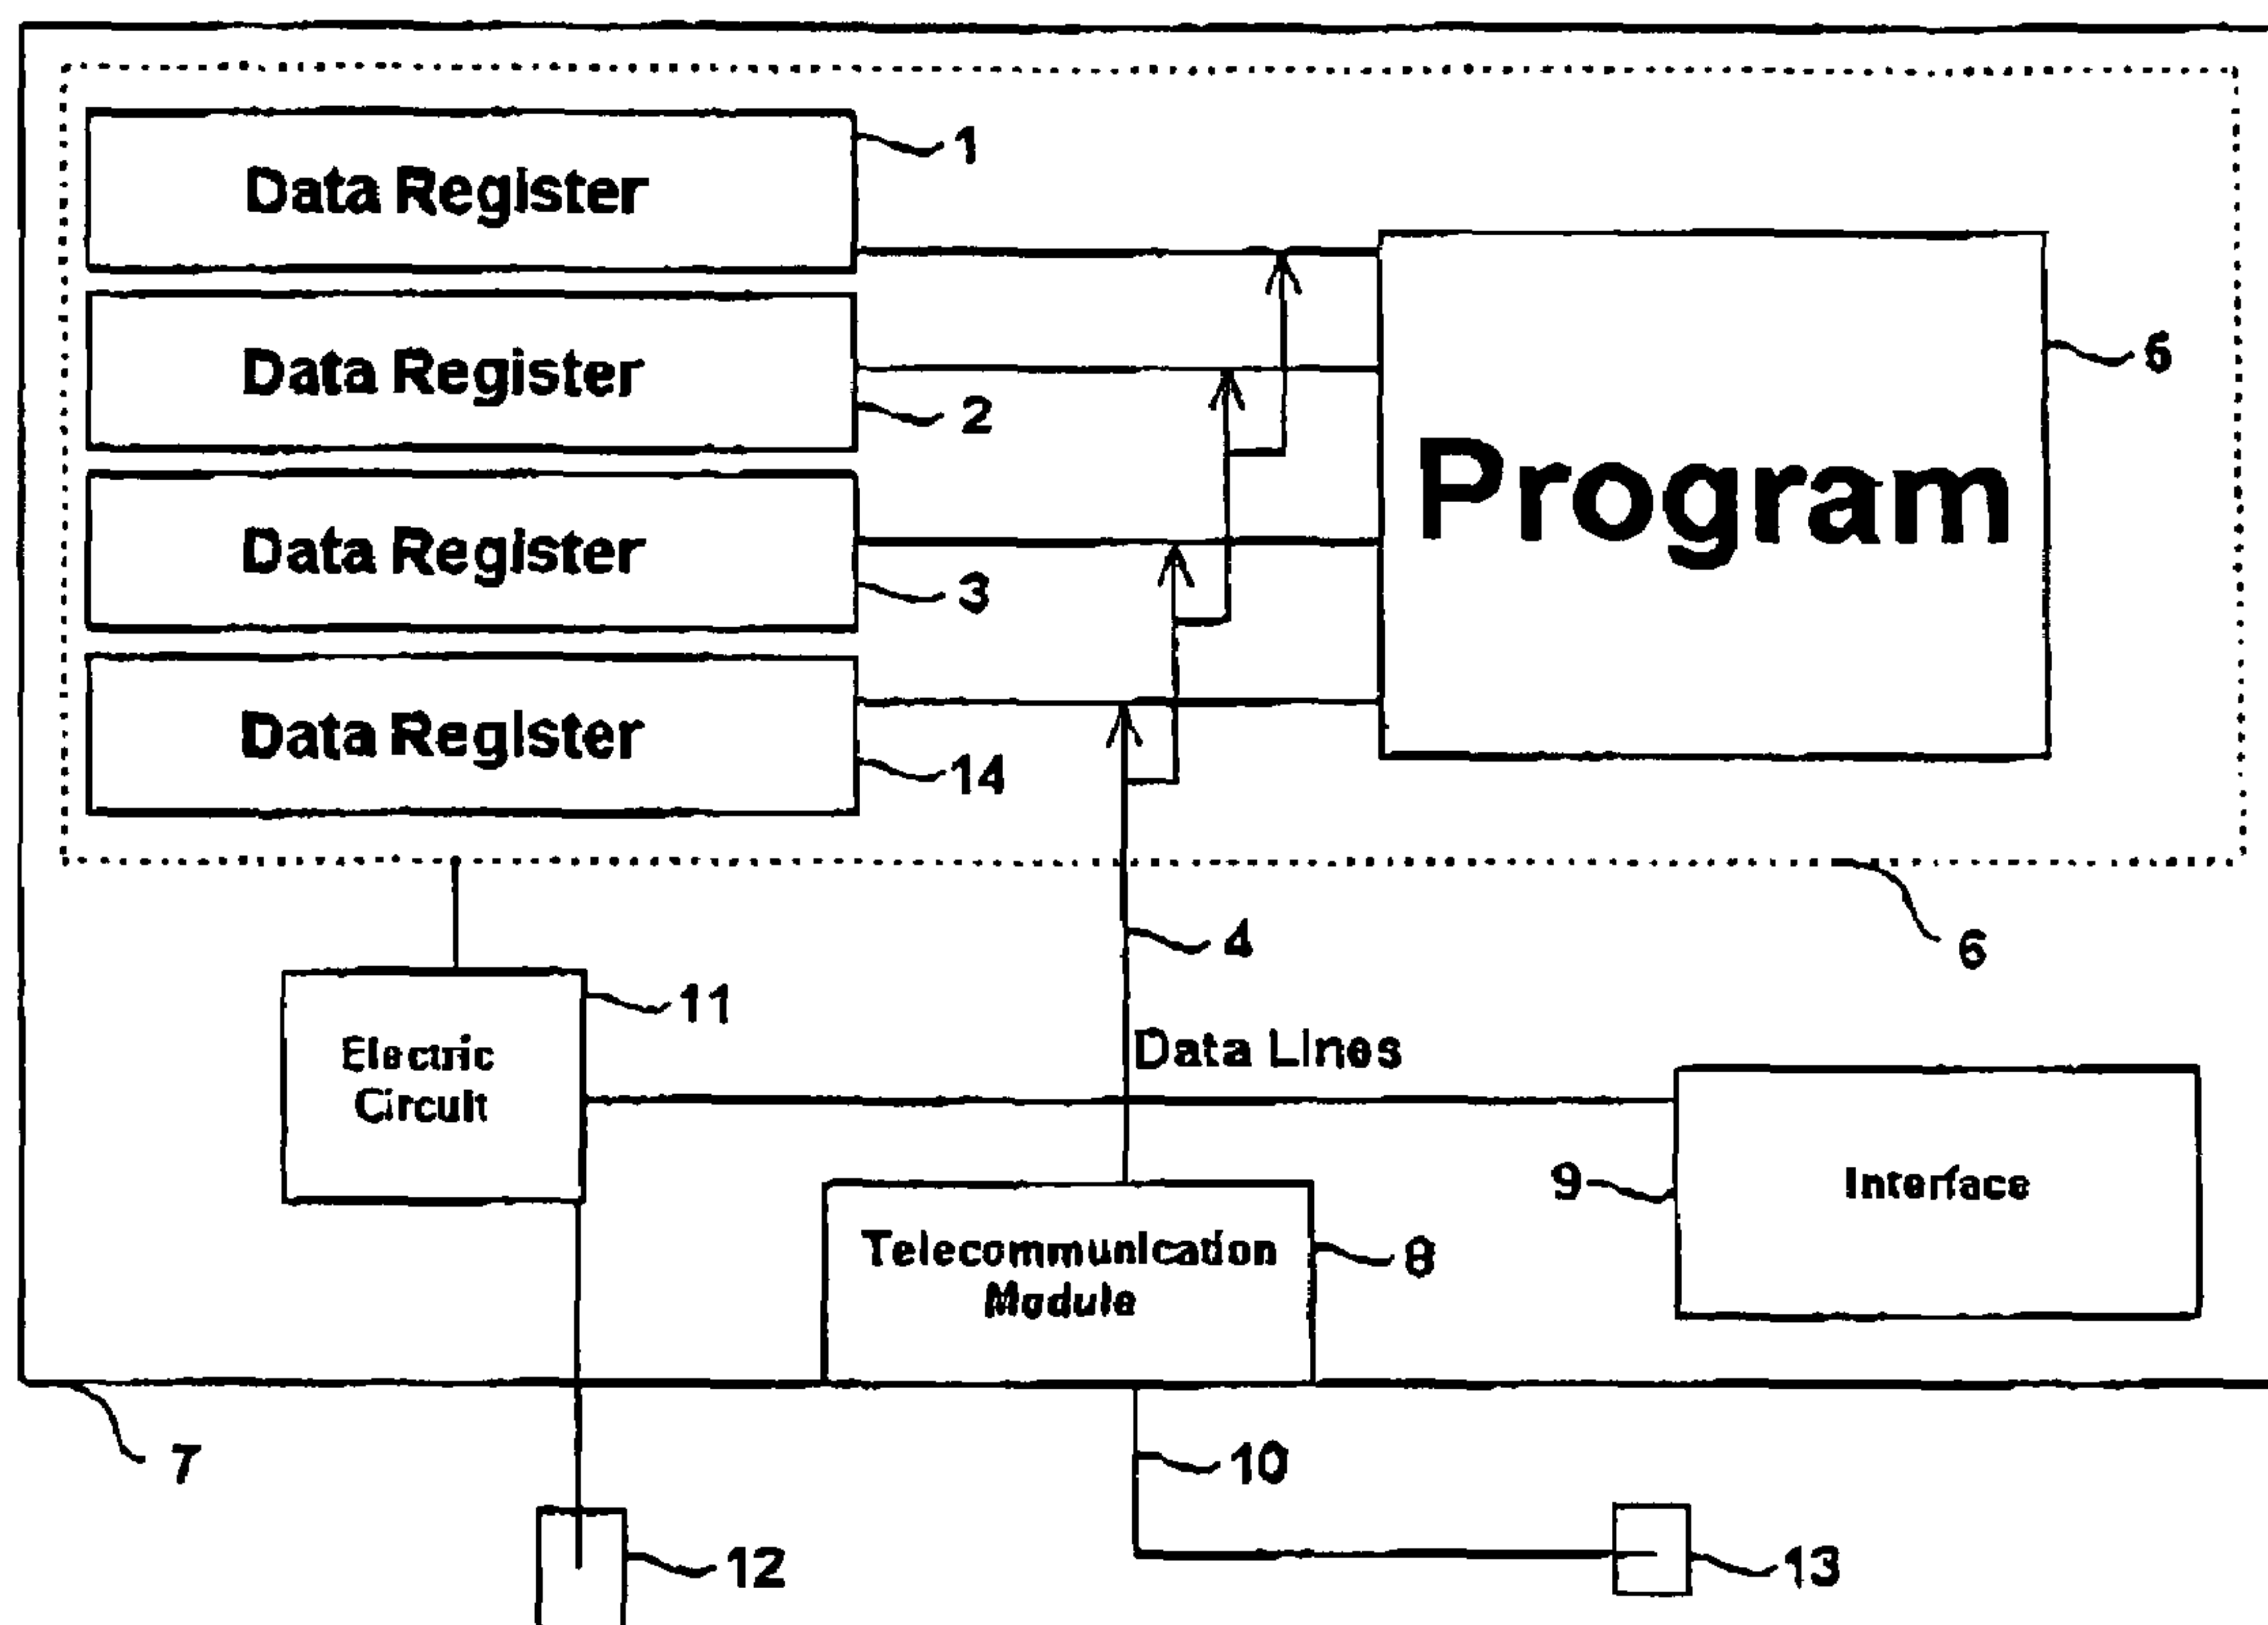 Data Register
1
Data Register
2
Data Register
3
Data Register
14
Program
5
6
4
11
Electric
Circuit
Data Lines
9
Interface
Telecommunication
Module
8
7
10
12
13